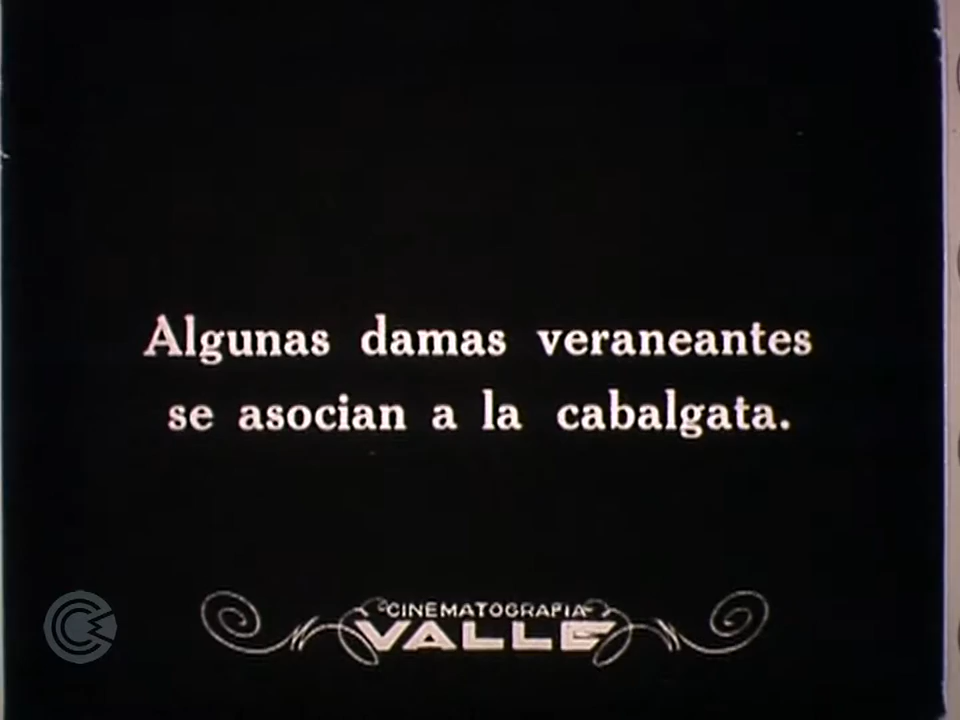 Algunas damas veraneantes
se asocian a la cabalgata.
CINEMATOGRAFIA
VALLE